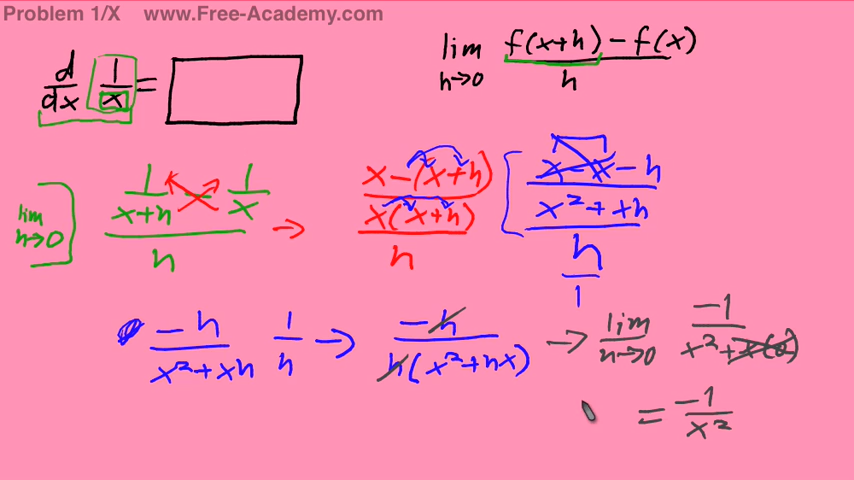 Problem 1/X www.Free-Academy.com
d/dx 1/x =
lim h→0 (f(x+h) - f(x))/h
lim h→0 (1/(x+h) - 1/x)/h →
((x-(x+h))/(x(x+h)))/h
((x-x-h)/(x²+xh))/(h/1)
-h/(x²+xh) 1/h → -h/(h(x²+hx)) → lim h→0 -1/(x²+x(0))
= -1/x²